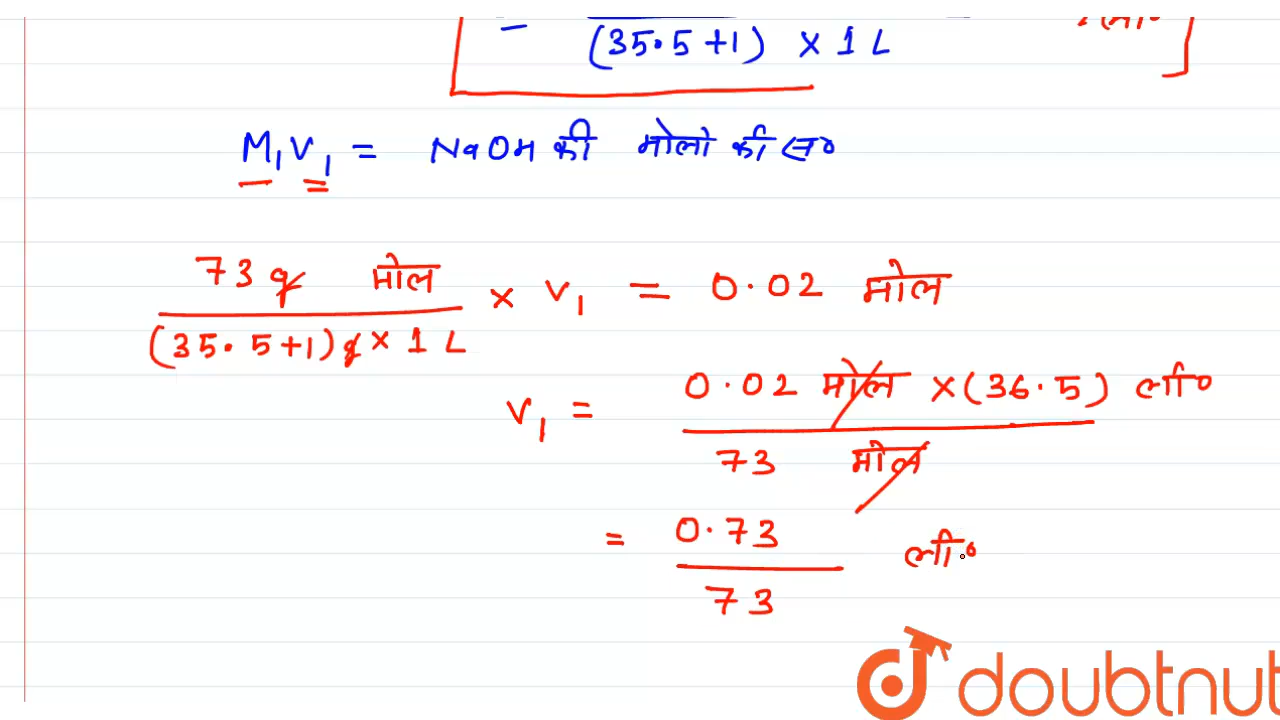 (35.5+1) × 1 L
M₁V₁ = NaOH की मोलो की सं०
73 g मोल
(35.5+1) g × 1 L
× V₁ = 0.02 मोल
V₁ =
0.02 मोल × (36.5) ली०
73 मोल
= 0.73 ली०
73
doubtnut